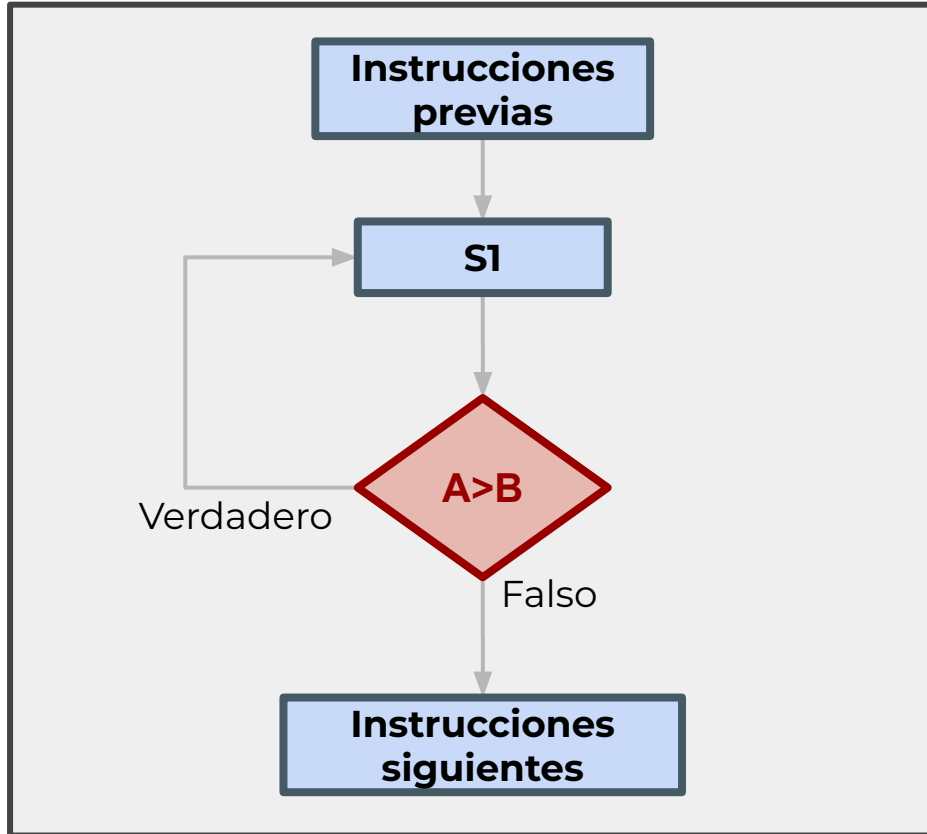 Instrucciones
previas
S1
A>B
Verdadero
Falso
Instrucciones
siguientes